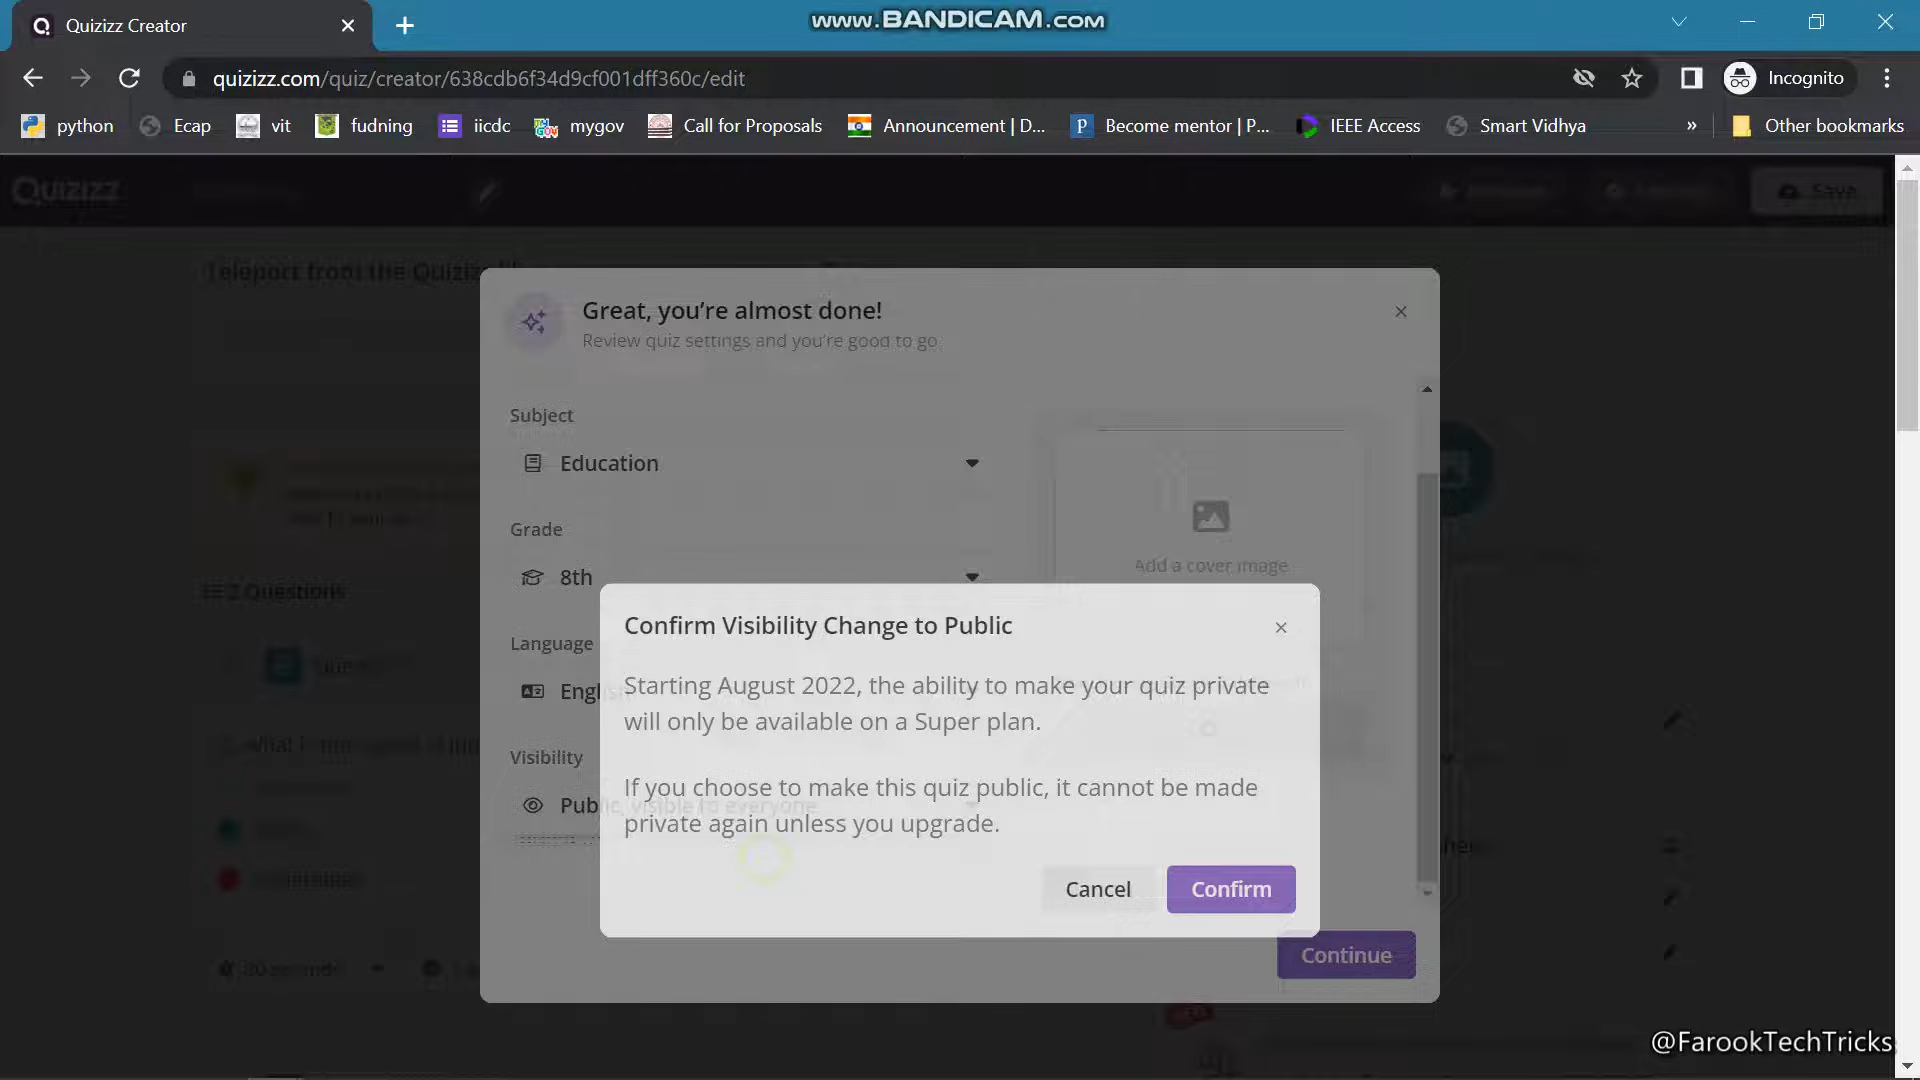 Quizizz Creator
www.BANDICAM.com
quizizz.com/quiz/creator/638cdb6f34d9cf001dff360c/edit
Incognito
python
Ecap
vit
fudning
iicdc
mygov
Call for Proposals
Announcement | D...
Become mentor | P...
IEEE Access
Smart Vidhya
»
Other bookmarks
Quizizz
Save
Teleport from the Quizizz
Great, you're almost done!
Review quiz settings and you're good to go
Subject
Education
Grade
8th
Add a cover image
2 Questions
Language
English
Visibility
Public, visible to everyone
Confirm Visibility Change to Public
Starting August 2022, the ability to make your quiz private
will only be available on a Super plan.
If you choose to make this quiz public, it cannot be made
private again unless you upgrade.
Cancel
Confirm
Continue
@FarookTechTricks